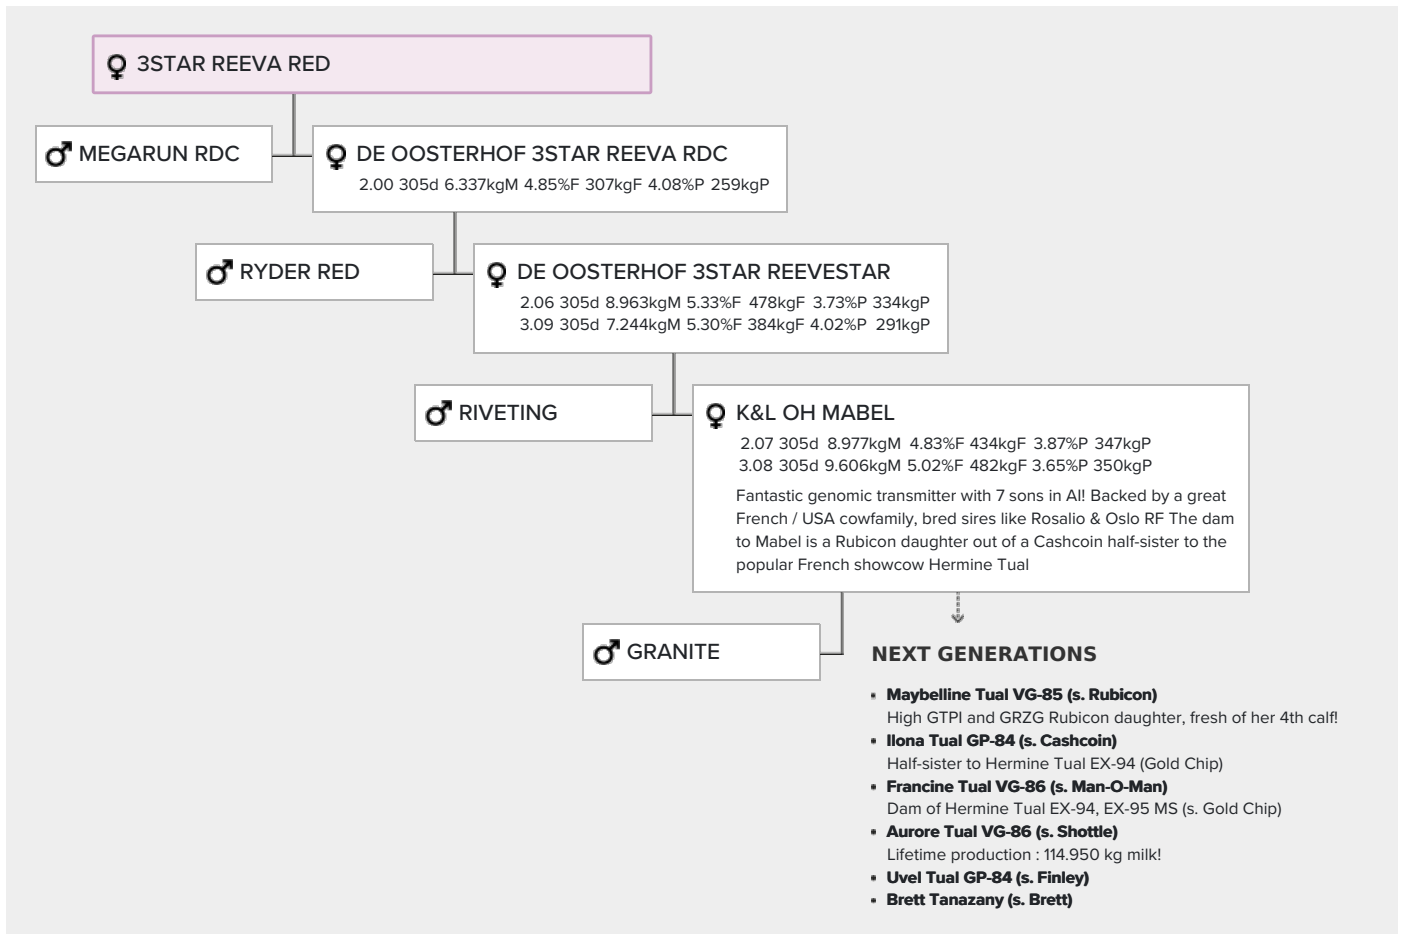 3STAR REEVA RED
MEGARUN RDC
DE OOSTERHOF 3STAR REEVA RDC
2.00 305d 6.337kgM 4.85%F 307kgF 4.08%P 259kgP
RYDER RED
DE OOSTERHOF 3STAR REEVESTAR
2.06 305d 8.963kgM 5.33%F 478kgF 3.73%P 334kgP
3.09 305d 7.244kgM 5.30%F 384kgF 4.02%P 291kgP
RIVETING
K&L OH MABEL
2.07 305d 8.977kgM 4.83%F 434kgF 3.87%P 347kgP
3.08 305d 9.606kgM 5.02%F 482kgF 3.65%P 350kgP
Fantastic genomic transmitter with 7 sons in AI! Backed by a great
French / USA cowfamily, bred sires like Rosalio & Oslo RF The dam
to Mabel is a Rubicon daughter out of a Cashcoin half-sister to the
popular French showcow Hermine Tual
GRANITE
NEXT GENERATIONS
• Maybelline Tual VG-85 (s. Rubicon)
High GTPI and GRZG Rubicon daughter, fresh of her 4th calf!
• Ilona Tual GP-84 (s. Cashcoin)
Half-sister to Hermine Tual EX-94 (Gold Chip)
• Francine Tual VG-86 (s. Man-O-Man)
Dam of Hermine Tual EX-94, EX-95 MS (s. Gold Chip)
• Aurore Tual VG-86 (s. Shottle)
Lifetime production : 114.950 kg milk!
• Uvel Tual GP-84 (s. Finley)
• Brett Tanazany (s. Brett)